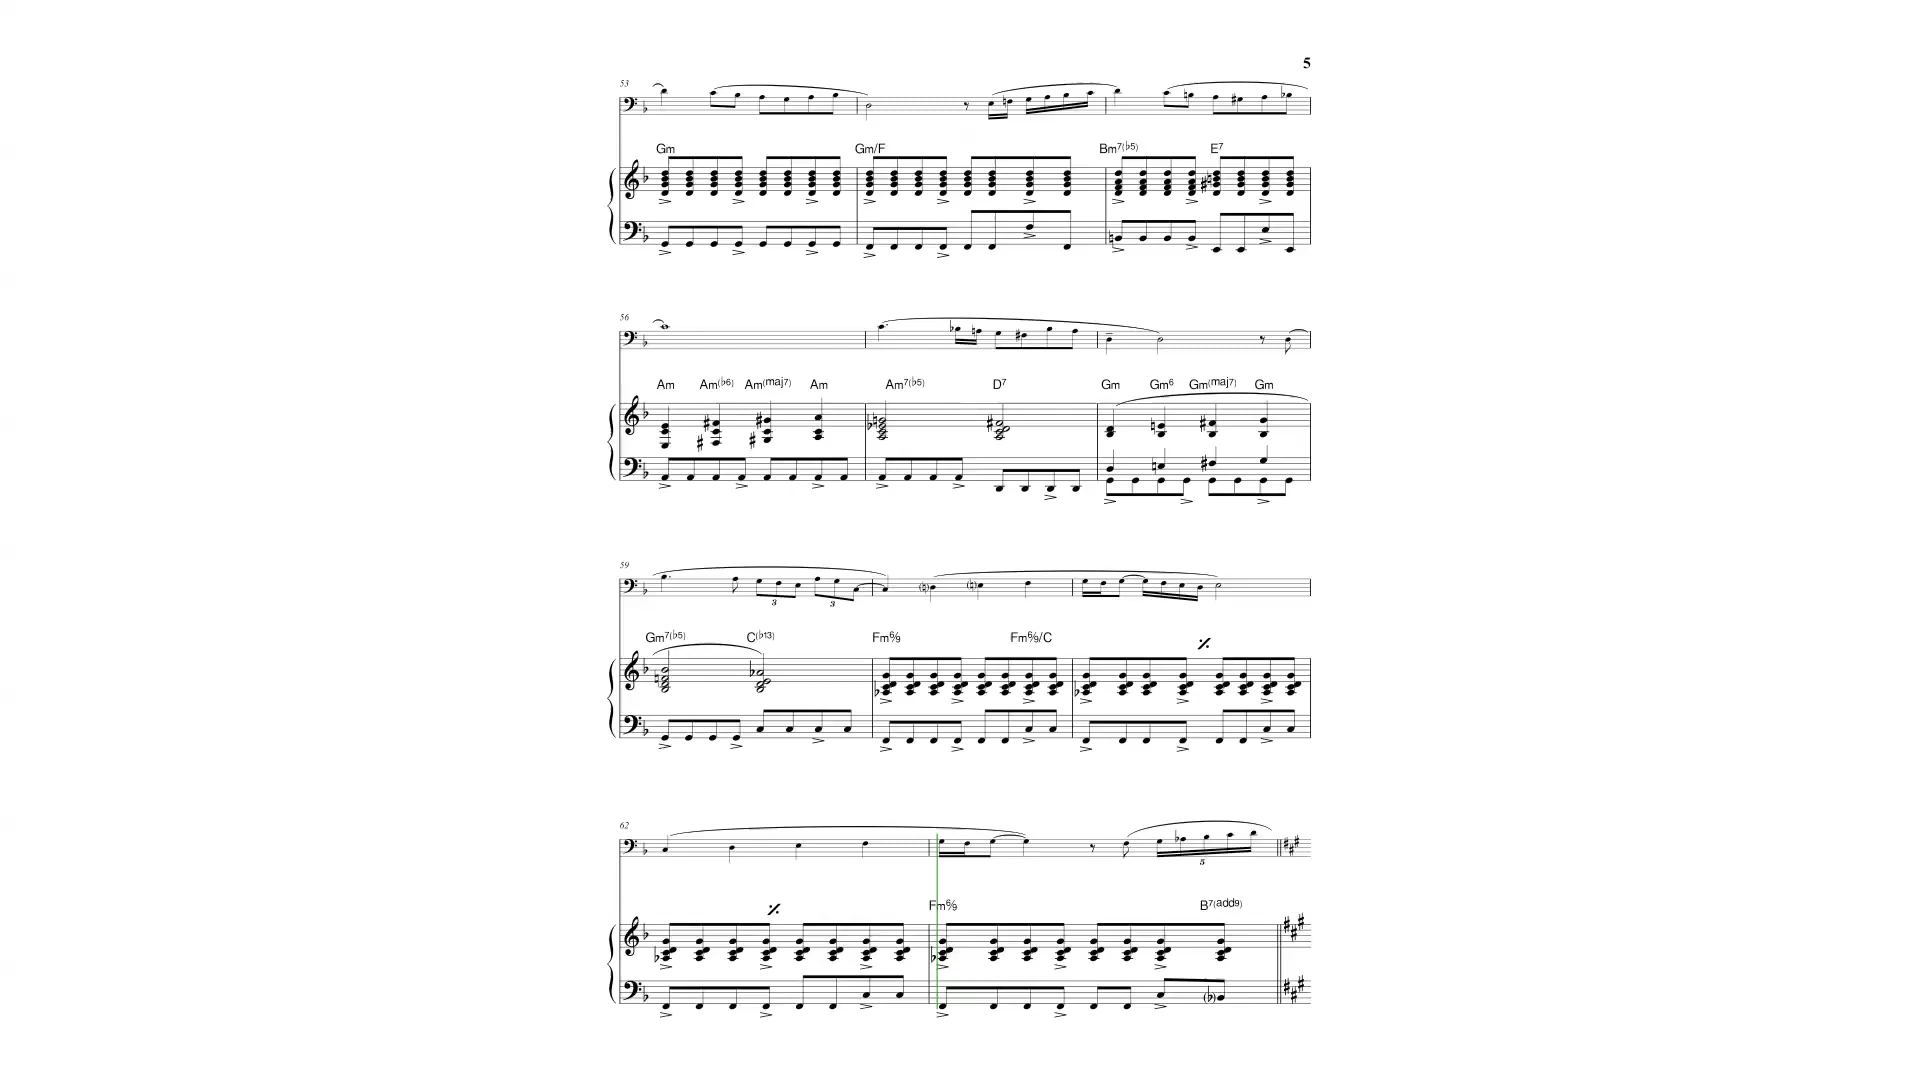 5
53
Gm Gm/F Bm7(♭5) E7
56
Am Am(♭6) Am(maj7) Am Am7(♭5) D7 Gm Gm6 Gm(maj7) Gm
59
3 3
Gm7(♭5) C(♭13) Fm6/9 Fm6/9/C
62
5
Fm6/9 B7(add9)